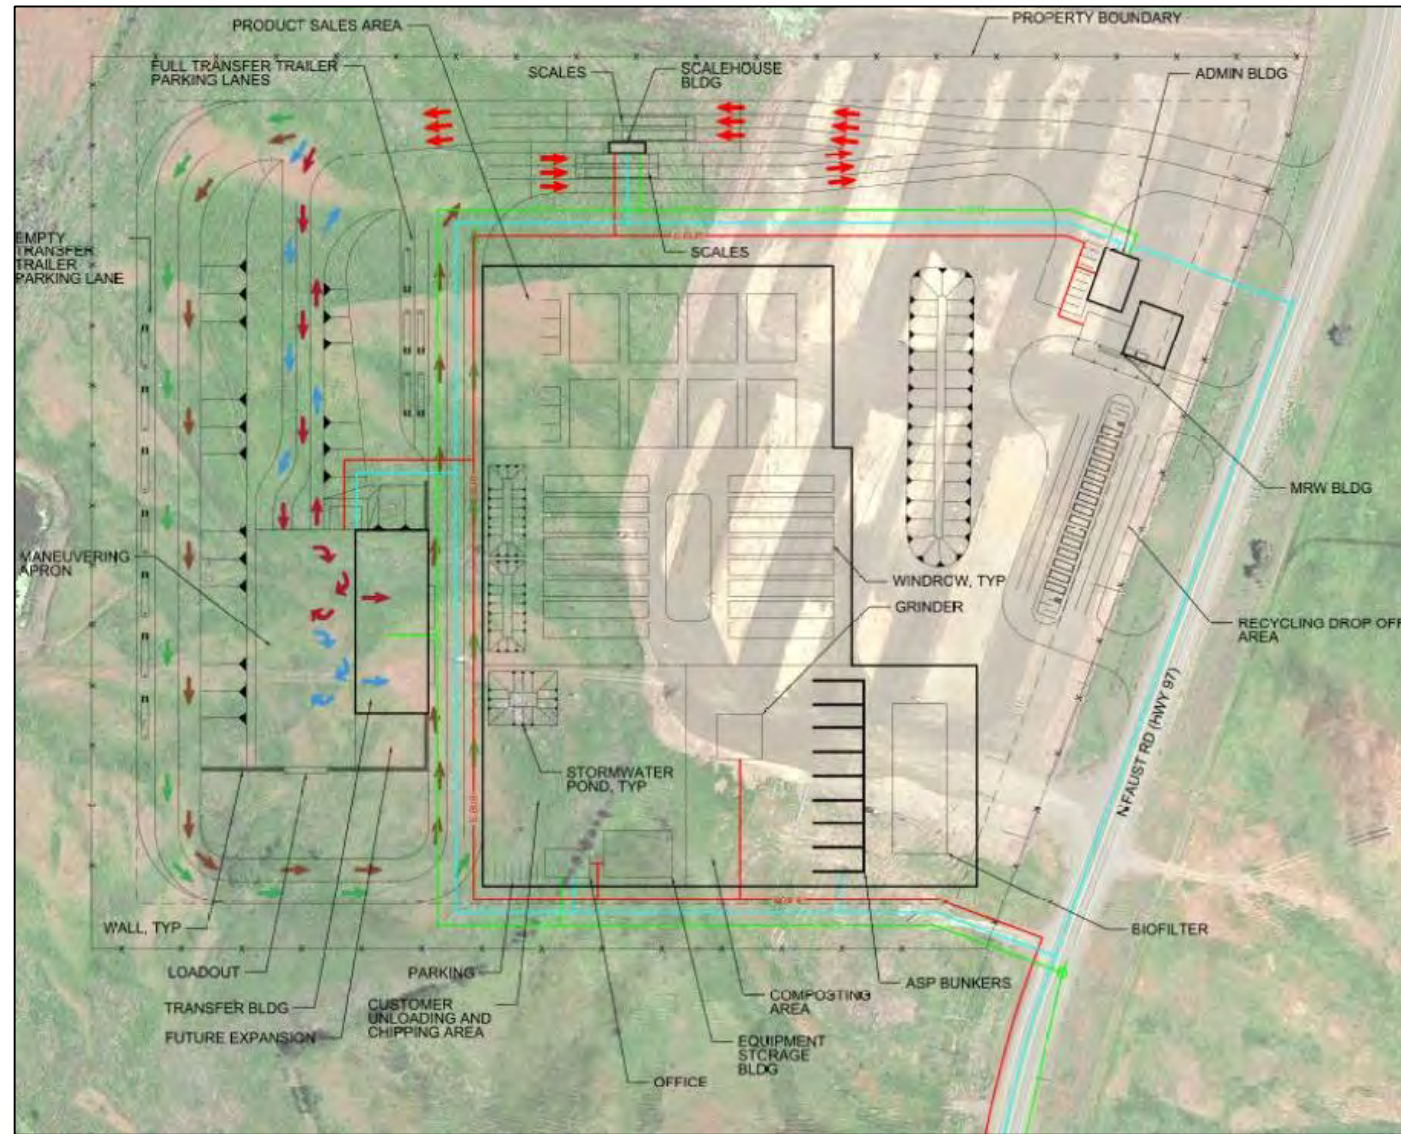 PRODUCT SALES AREA
PROPERTY BOUNDARY
FULL TRANSFER TRAILER
PARKING LANES
SCALES
SCALEHOUSE
BLDG
ADMIN BLDG
EMPTY
TRANSFER
TRAILER
PARKING LANE
SCALES
MRW BLDG
MANEUVERING
APRON
WINDROW, TYP
GRINDER
RECYCLING DROP OFF
AREA
N FAUST RD (HWY 97)
STORMWATER
POND, TYP
WALL, TYP
BIOFILTER
LOADOUT
PARKING
ASP BUNKERS
TRANSFER BLDG
CUSTOMER
UNLOADING AND
CHIPPING AREA
COMPOSTING
AREA
FUTURE EXPANSION
EQUIPMENT
STORAGE
BLDG
OFFICE